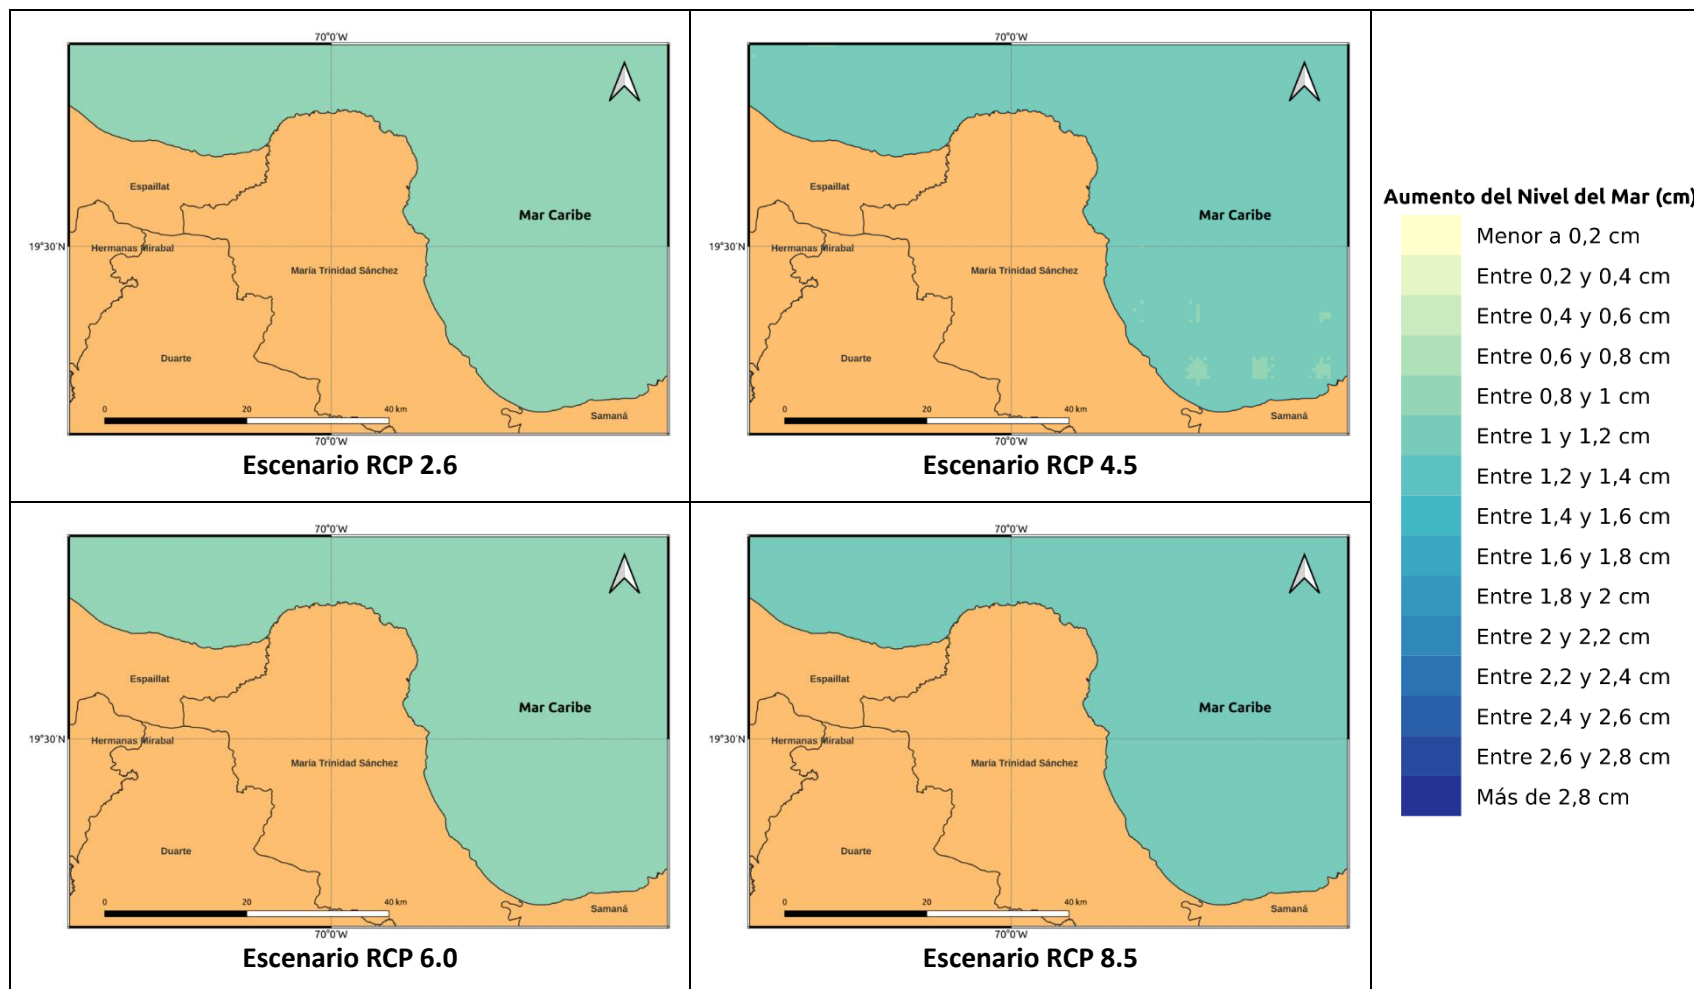 70°0'W
Espaillat
Mar Caribe
19°30'N
Hermanas Mirabal
María Trinidad Sánchez
Duarte
0 20 40 km
Samaná
70°0'W
Escenario RCP 2.6
70°0'W
Espaillat
Mar Caribe
19°30'N
Hermanas Mirabal
María Trinidad Sánchez
Duarte
0 20 40 km
Samaná
70°0'W
Escenario RCP 4.5
70°0'W
Espaillat
Mar Caribe
19°30'N
Hermanas Mirabal
María Trinidad Sánchez
Duarte
0 20 40 km
Samaná
70°0'W
Escenario RCP 6.0
70°0'W
Espaillat
Mar Caribe
19°30'N
Hermanas Mirabal
María Trinidad Sánchez
Duarte
0 20 40 km
Samaná
70°0'W
Escenario RCP 8.5
Aumento del Nivel del Mar (cm)
Menor a 0,2 cm
Entre 0,2 y 0,4 cm
Entre 0,4 y 0,6 cm
Entre 0,6 y 0,8 cm
Entre 0,8 y 1 cm
Entre 1 y 1,2 cm
Entre 1,2 y 1,4 cm
Entre 1,4 y 1,6 cm
Entre 1,6 y 1,8 cm
Entre 1,8 y 2 cm
Entre 2 y 2,2 cm
Entre 2,2 y 2,4 cm
Entre 2,4 y 2,6 cm
Entre 2,6 y 2,8 cm
Más de 2,8 cm